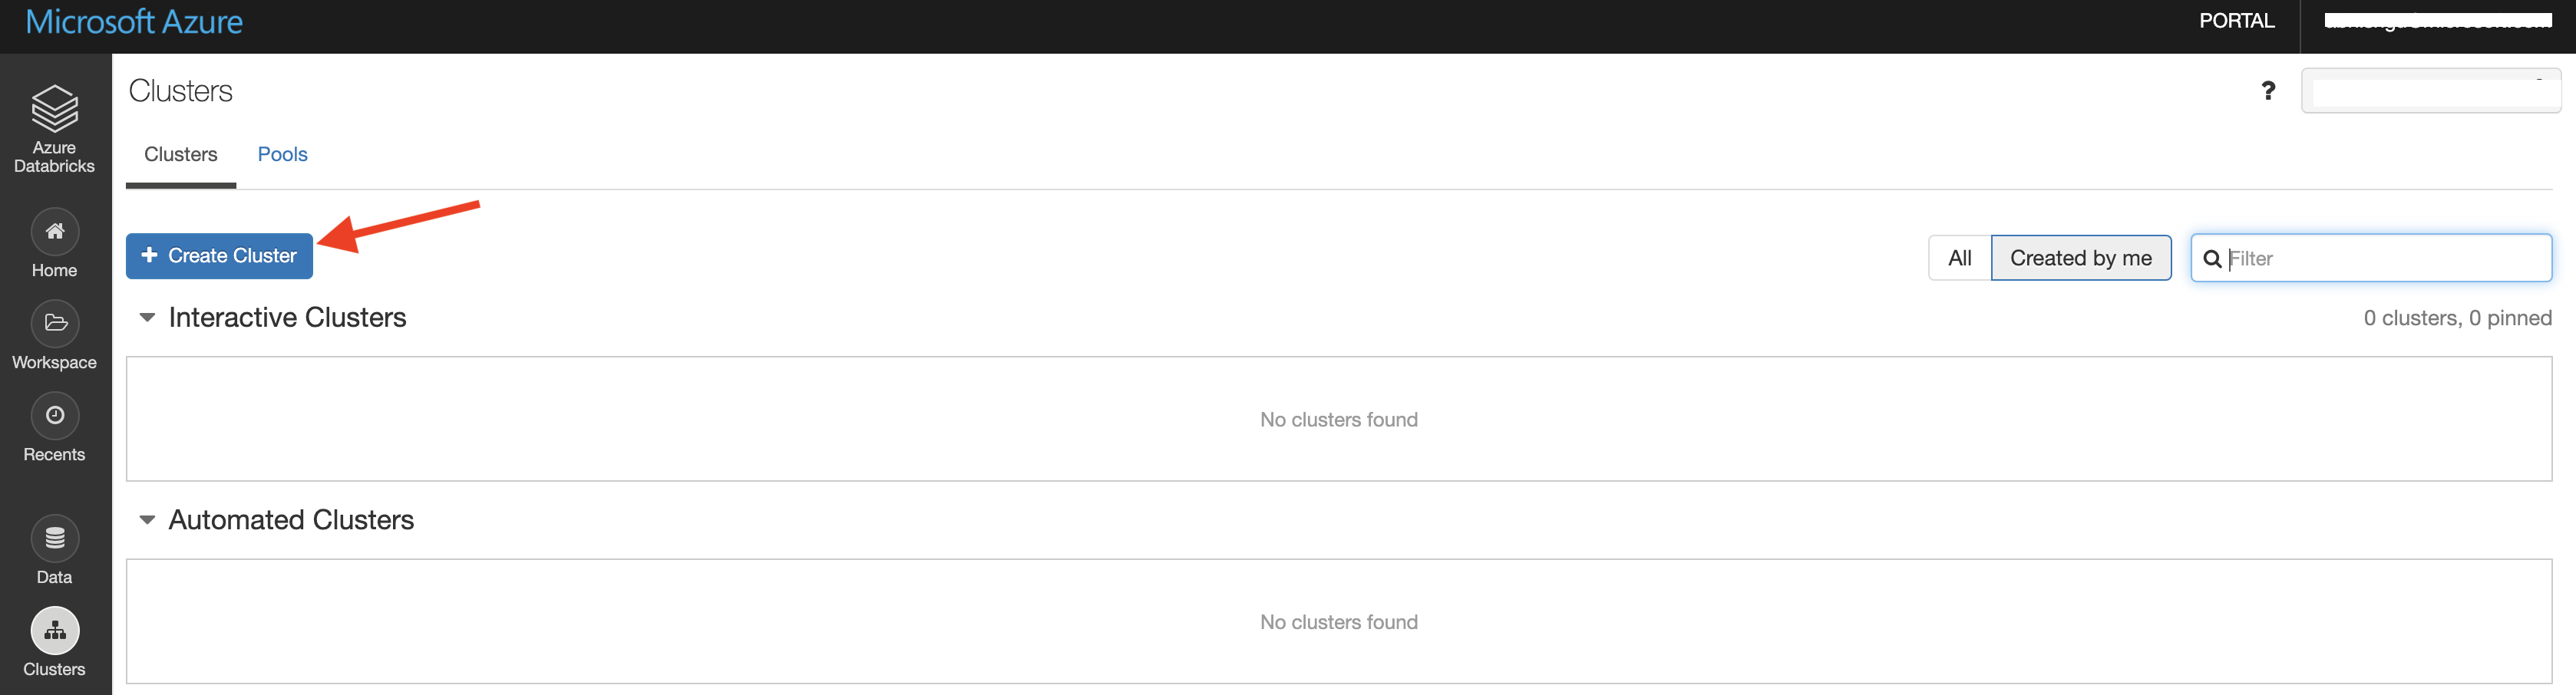 Microsoft Azure
PORTAL
Azure
Databricks
Home
Workspace
Recents
Data
Clusters
Clusters
?
Clusters Pools
+ Create Cluster
All Created by me Filter
Interactive Clusters 0 clusters, 0 pinned
No clusters found
Automated Clusters
No clusters found